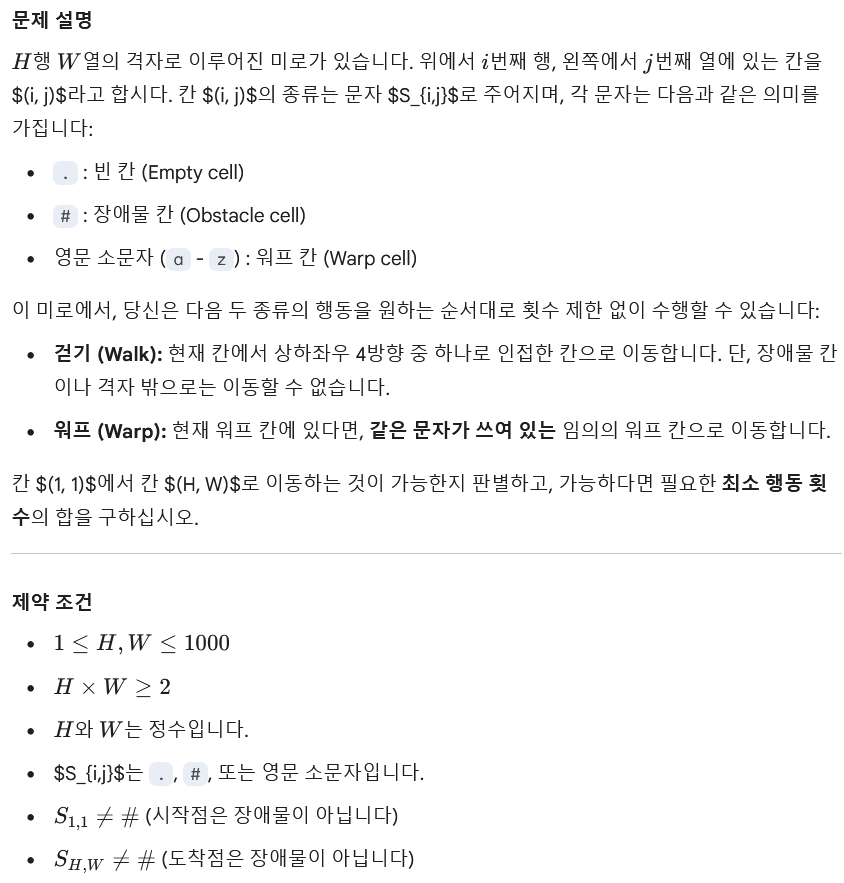 문제 설명
H행 W열의 격자로 이루어진 미로가 있습니다. 위에서 i번째 행, 왼쪽에서 j번째 열에 있는 칸을
$(i, j)$라고 합시다. 칸 $(i, j)$의 종류는 문자 $S_{i,j}$로 주어지며, 각 문자는 다음과 같은 의미를
가집니다:
• . : 빈 칸 (Empty cell)
• # : 장애물 칸 (Obstacle cell)
• 영문 소문자 ( a - z ) : 워프 칸 (Warp cell)
이 미로에서, 당신은 다음 두 종류의 행동을 원하는 순서대로 횟수 제한 없이 수행할 수 있습니다:
• 걷기 (Walk): 현재 칸에서 상하좌우 4방향 중 하나로 인접한 칸으로 이동합니다. 단, 장애물 칸
이나 격자 밖으로는 이동할 수 없습니다.
• 워프 (Warp): 현재 워프 칸에 있다면, 같은 문자가 쓰여 있는 임의의 워프 칸으로 이동합니다.
칸 $(1, 1)$에서 칸 $(H, W)$로 이동하는 것이 가능한지 판별하고, 가능하다면 필요한 최소 행동 횟
수의 합을 구하십시오.
제약 조건
• 1 ≤ H, W ≤ 1000
• H × W ≥ 2
• H와 W는 정수입니다.
• $S_{i,j}$는 . , # , 또는 영문 소문자입니다.
• S₁,₁ ≠ # (시작점은 장애물이 아닙니다)
• S_{H,W} ≠ # (도착점은 장애물이 아닙니다)